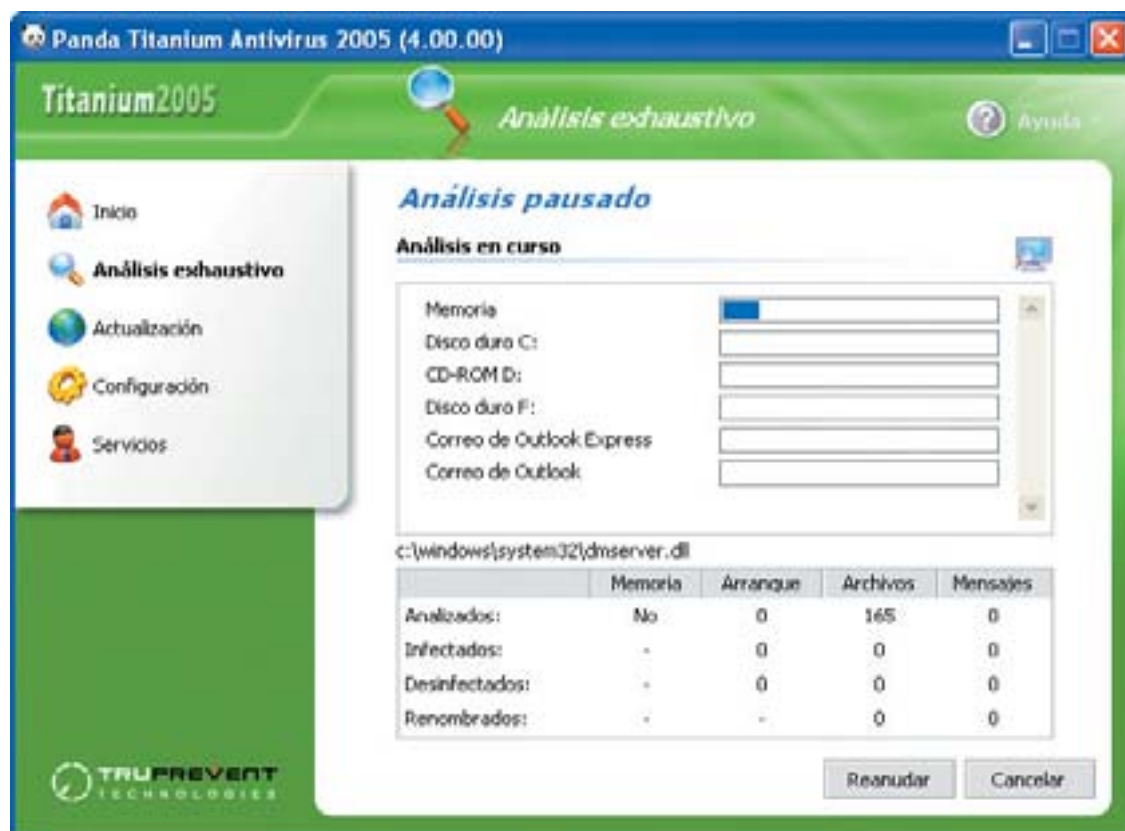 Panda Titanium Antivirus 2005 (4.00.00)
Titanium2005
Análisis exhaustivo
Ayuda
Inicio
Análisis exhaustivo
Actualización
Configuración
Servicios
Análisis pausado
Análisis en curso
Memoria
Disco duro C:
CD-ROM D:
Disco duro F:
Correo de Outlook Express
Correo de Outlook
c:\windows\system32\dmserver.dll
Memoria Arranque Archivos Mensajes
Analizados: No 0 165 0
Infectados: - 0 0 0
Desinfectados: - 0 0 0
Renombrados: - - 0 0
TRUPREVENT
TECHNOLOGIES
Reanudar Cancelar